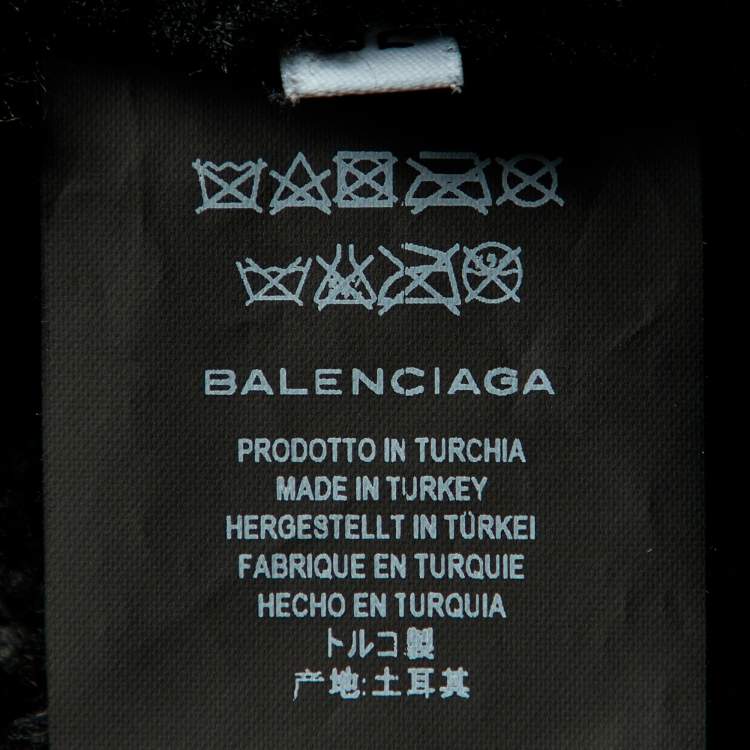 BALENCIAGA
PRODOTTO IN TURCHIA
MADE IN TURKEY
HERGESTELLT IN TÜRKEI
FABRIQUE EN TURQUIE
HECHO EN TURQUIA
トルコ製
产地:土耳其